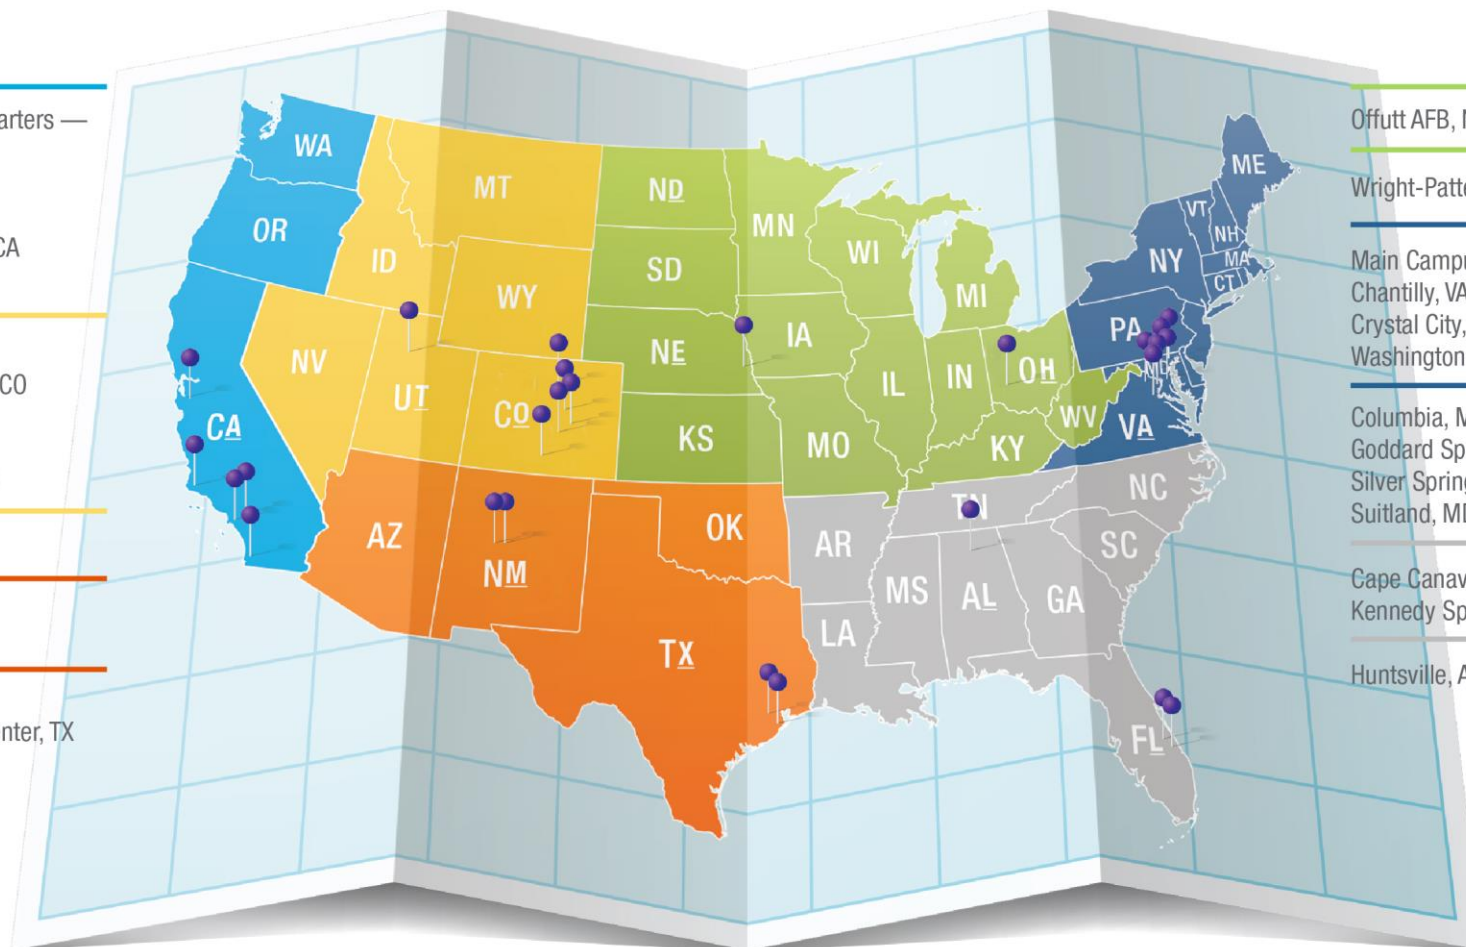 arters —
CA
CO
nter, TX
WA
OR
CA
ID
NV
MT
WY
UT
CO
AZ
NM
ND
SD
NE
KS
OK
TX
MN
IA
MO
WI
IL
MI
IN
OH
KY
WV
AR
LA
TN
MS
AL
GA
NC
SC
FL
ME
VT
NH
MA
CT
NY
PA
MD
VA
Offutt AFB, N
Wright-Patte
Main Campu
Chantilly, VA
Crystal City,
Washington
Columbia, M
Goddard Sp
Silver Spring
Suitland, MD
Cape Canav
Kennedy Sp
Huntsville, A